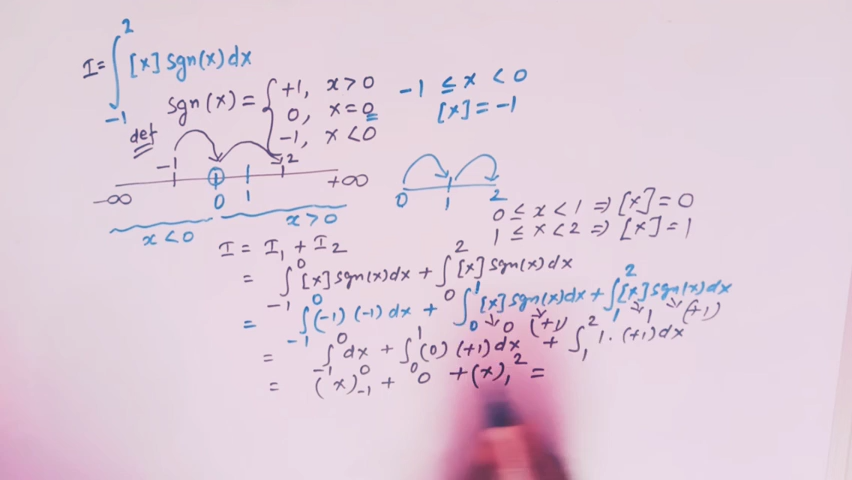 I = ∫_{-1}^{2} [x] sgn(x) dx
sgn(x) = { +1, x > 0
0, x = 0
-1, x < 0
-1 ≤ x < 0
[x] = -1
def
-1 2
-∞ 0 1 +∞
x < 0 x > 0
0 1 2
0 ≤ x < 1 ⇒ [x] = 0
1 ≤ x < 2 ⇒ [x] = 1
I = I₁ + I₂
= ∫_{-1}^{0} [x] sgn(x) dx + ∫_{0}^{2} [x] sgn(x) dx
= ∫_{-1}^{0} (-1) (-1) dx + ∫_{0}^{1} [x] sgn(x) dx + ∫_{1}^{2} [x] sgn(x) dx
↘ 0 ↘ (+1) ↘ 1 ↘ (+1)
= ∫_{-1}^{0} dx + ∫_{0}^{1} (0) (+1) dx + ∫_{1}^{2} 1 · (+1) dx
= (x)_{-1}^{0} + 0 + (x)_{1}^{2} =